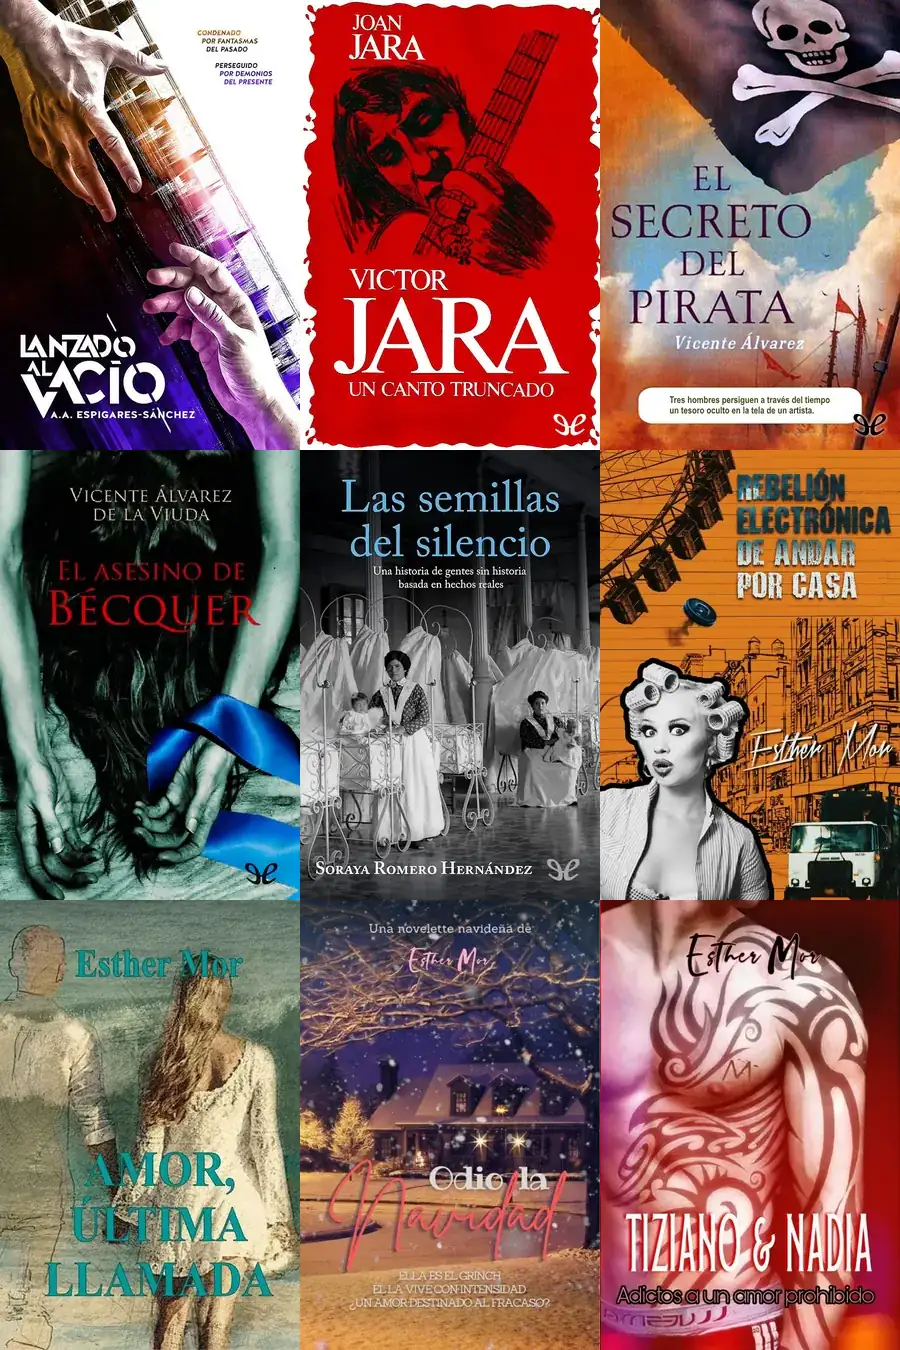 CONDENADO
POR FANTASMAS
DEL PASADO
PERSEGUIDO
POR DEMONIOS
DEL PRESENTE
LANZADO
AL
VACÍO
A.A. ESPIGARES-SÁNCHEZ
JOAN
JARA
VICTOR
JARA
UN CANTO TRUNCADO
EL
SECRETO
DEL
PIRATA
Vicente Álvarez
Tres hombres persiguen a través del tiempo
un tesoro oculto en la tela de un artista.
VICENTE ÁLVAREZ
DE LA VIUDA
EL ASESINO DE
BÉCQUER
Las semillas
del silencio
Una historia de gentes sin historia
basada en hechos reales
SORAYA ROMERO HERNÁNDEZ
REBELIÓN
ELECTRÓNICA
DE ANDAR
POR CASA
Esther Mor
Esther Mor
AMOR,
ÚLTIMA
LLAMADA
Una novelette navideña de
Esther Mor
Odio la
Navidad
ELLA ES EL GRINCH
ÉL LA VIVE CON INTENSIDAD
¿UN AMOR DESTINADO AL FRACASO?
Esther Mor
TIZIANO & NADIA
Adictos a un amor prohibido